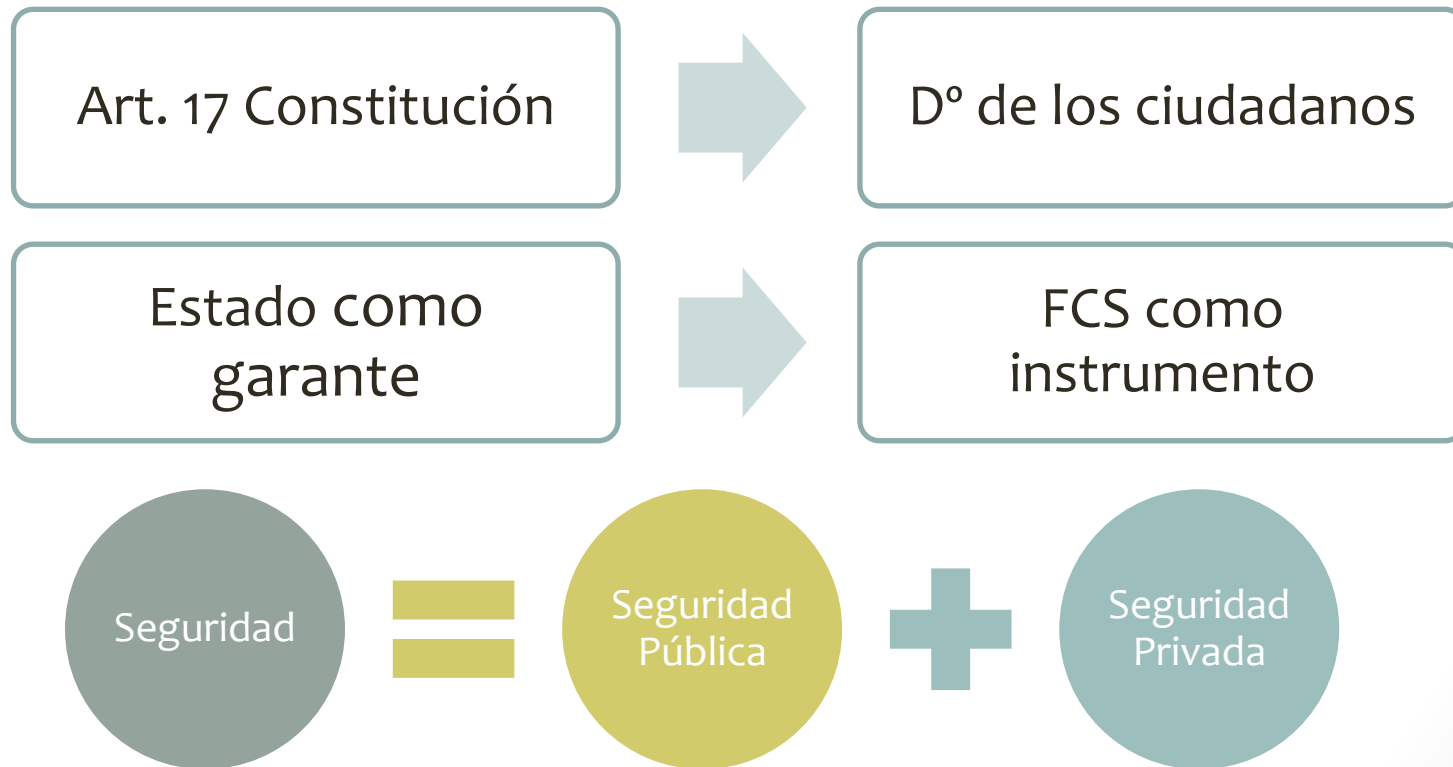 Art. 17 Constitución
Dº de los ciudadanos
Estado como
garante
FCS como
instrumento
Seguridad
Seguridad
Pública
Seguridad
Privada